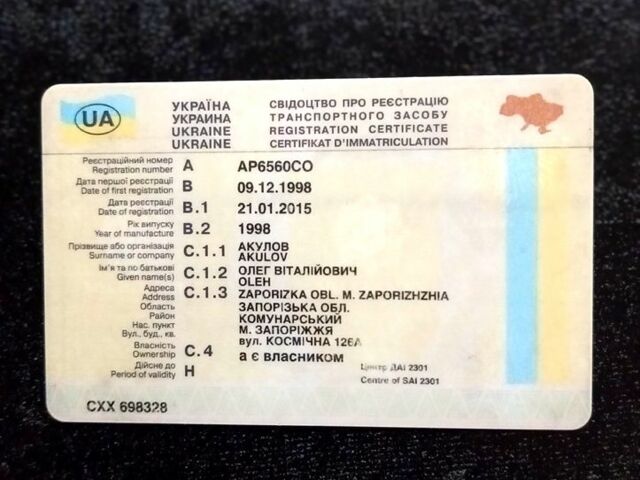 UA
УКРАЇНА СВІДОЦТВО ПРО РЕЄСТРАЦІЮ
УКРАИНА ТРАНСПОРТНОГО ЗАСОБУ
UKRAINE REGISTRATION CERTIFICATE
UKRAINE CERTIFIKAT D'IMMATRICULATION
Реєстраційний номер A AP6560CO
Registration number
Дата першої реєстрації B 09.12.1998
Date of first registration
Дата реєстрації B.1 21.01.2015
Date of registration
Рік випуску B.2 1998
Year of manufacture
Прізвище або організація C.1.1 АКУЛОВ
Surname or company AKULOV
Ім'я та по батькові C.1.2 ОЛЕГ ВІТАЛІЙОВИЧ
Given name(s) OLEH
Адреса C.1.3 ZAPORIZKA OBL. M. ZAPORIZHZHIA
Address
Область ЗАПОРІЗЬКА ОБЛ.
Район КОМУНАРСЬКИЙ
Нас. пункт М. ЗАПОРІЖЖЯ
Вул., буд., кв. вул. КОСМІЧНА 126А
Власність C.4 а є власником
Ownership
Дійсне до H Центр ДАІ 2301
Period of validity Centre of SAI 2301
CXX 698328